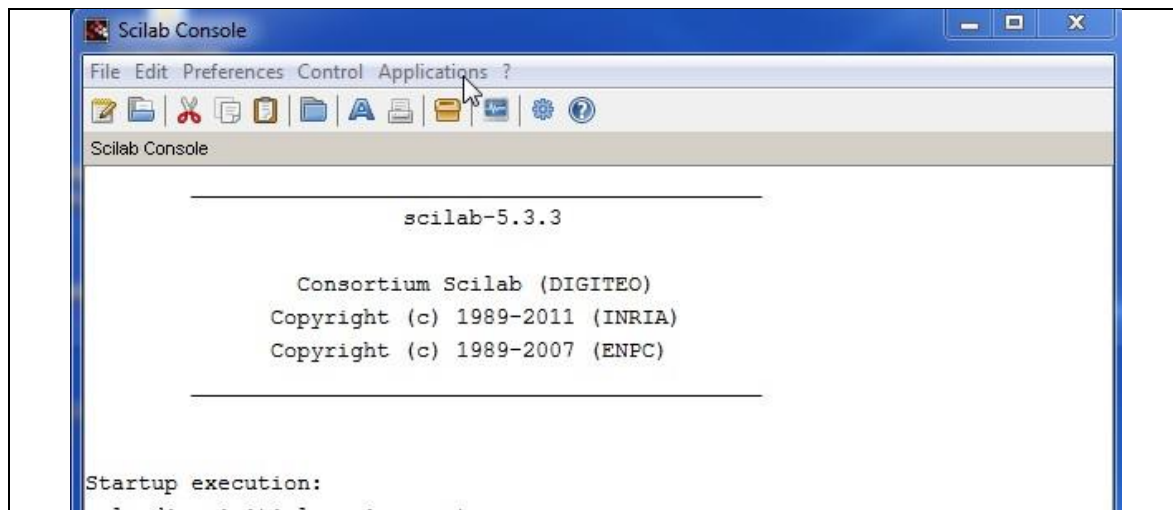 Scilab Console
File Edit Preferences Control Applications ?
Scilab Console
scilab-5.3.3
Consortium Scilab (DIGITEO)
Copyright (c) 1989-2011 (INRIA)
Copyright (c) 1989-2007 (ENPC)
Startup execution: